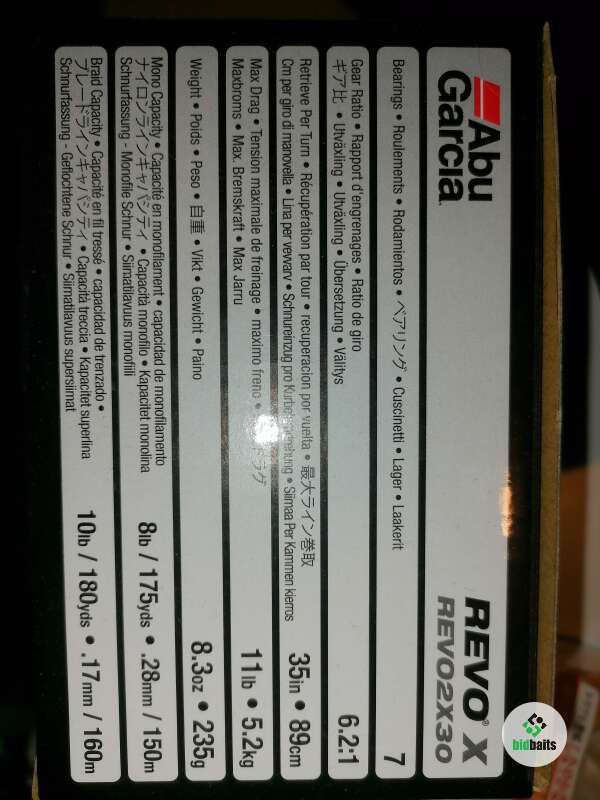 Abu
Garcia
REVO® X
REVO2X30
Bearings • Roulements • Rodamientos • ベアリング • Cuscinetti • Lager • Laakerit
7
Gear Ratio • Rapport d'engrenages • Ratio de giro
ギア比 • Utväxling • Utväxling • Übersetzung • Välitys
6.2:1
Retrieve Per Turn • Récupération par tour • recuperacion por vuelta • 最大ライン巻取
Cm per giro di manovella • Lina per vevvarv • Schnureinzug pro Kurbelumdrehung • Siimaa Per Kammen kierros
35in • 89cm
Max Drag • Tension maximale de freinage • maximo freno • ドラグ
Maxbroms • Max. Bremskraft • Max Jarru
11lb • 5.2kg
Weight • Poids • Peso • 自重 • Vikt • Gewicht • Paino
8.3oz • 235g
Mono Capacity • Capacité en monofilament • capacidad de monofilamento
ナイロンラインキャパシティ • Capacità monofilo • Kapacitet monolina
Schnurfassung - Monofile Schnur • Siimatilavuus monofiili
8lb / 175yds • .28mm / 150m
Braid Capacity • Capacité en fil tressé • capacidad de trenzado •
ブレードラインキャパシティ • Capacità treccia • Kapacitet superlina
Schnurfassung - Geflochtene Schnur • Siimatilavuus supersiimat
10lb / 180yds • .17mm / 160m
bidbaits